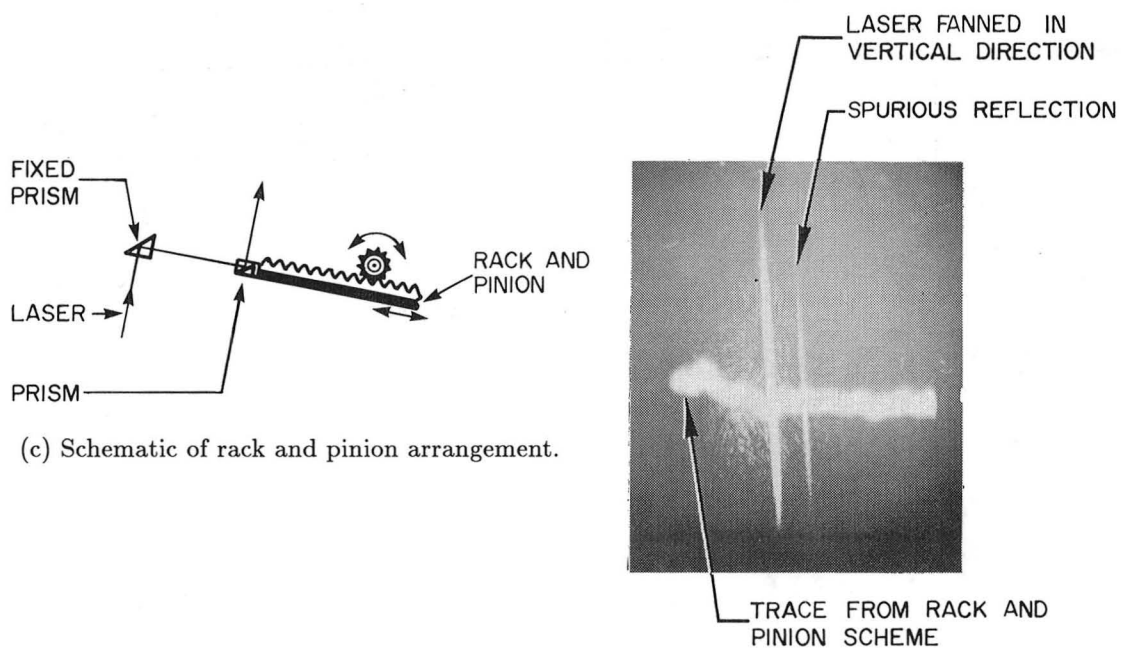 LASER FANNED IN
VERTICAL DIRECTION
SPURIOUS REFLECTION
FIXED
PRISM
RACK AND
PINION
LASER
PRISM
(c) Schematic of rack and pinion arrangement.
TRACE FROM RACK AND
PINION SCHEME